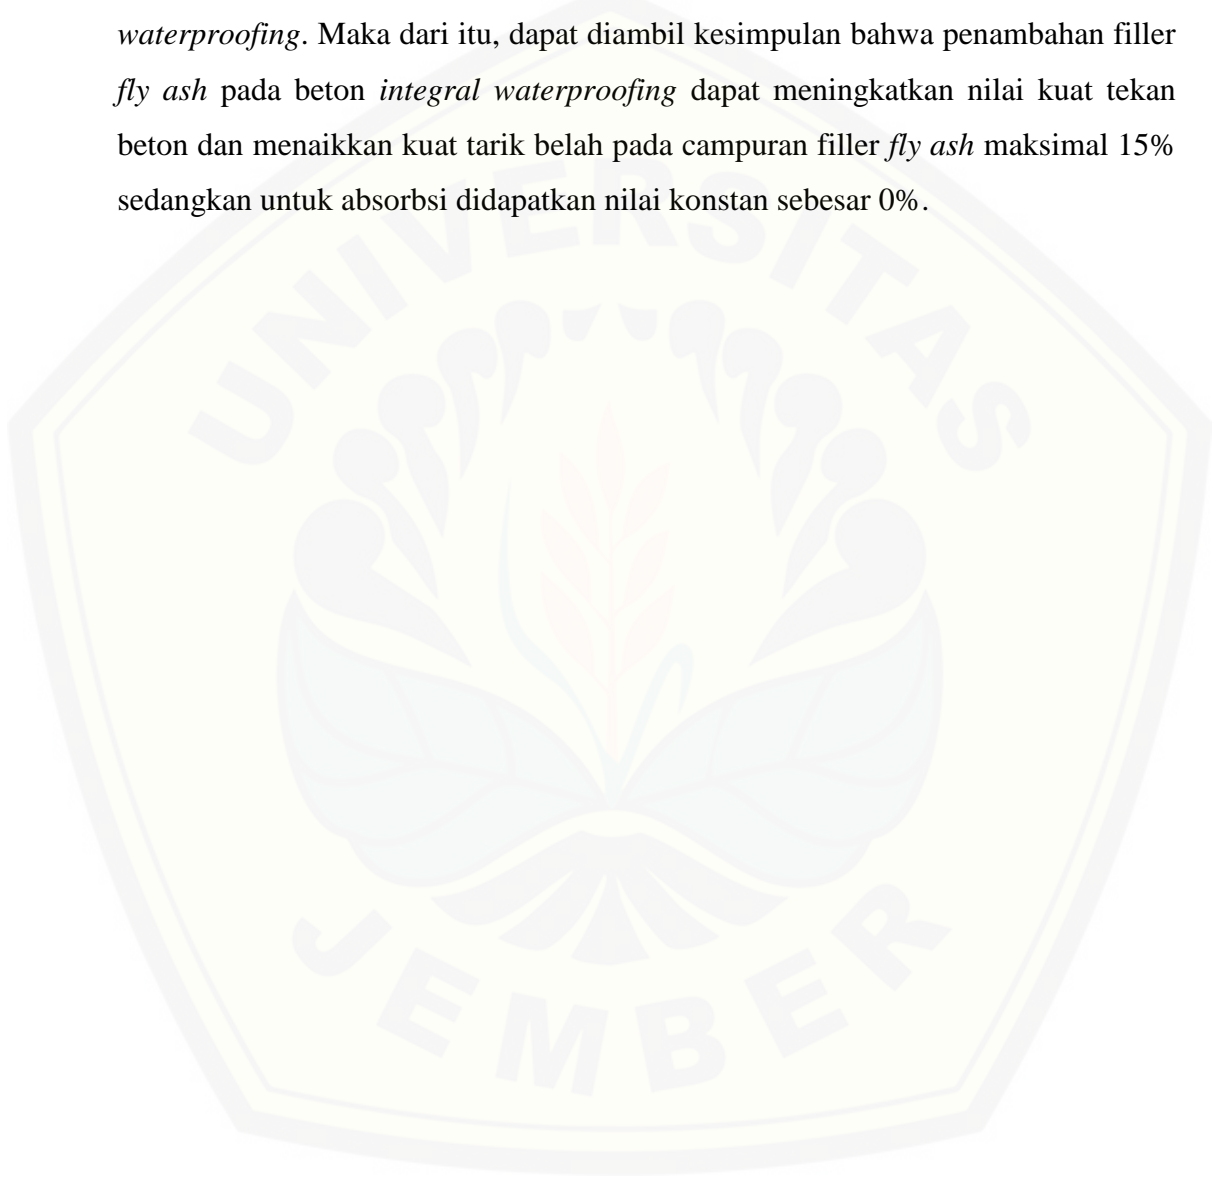 waterproofing. Maka dari itu, dapat diambil kesimpulan bahwa penambahan filler
fly ash pada beton integral waterproofing dapat meningkatkan nilai kuat tekan
beton dan menaikkan kuat tarik belah pada campuran filler fly ash maksimal 15%
sedangkan untuk absorbsi didapatkan nilai konstan sebesar 0%.
UNIVERSITAS
JEMBER